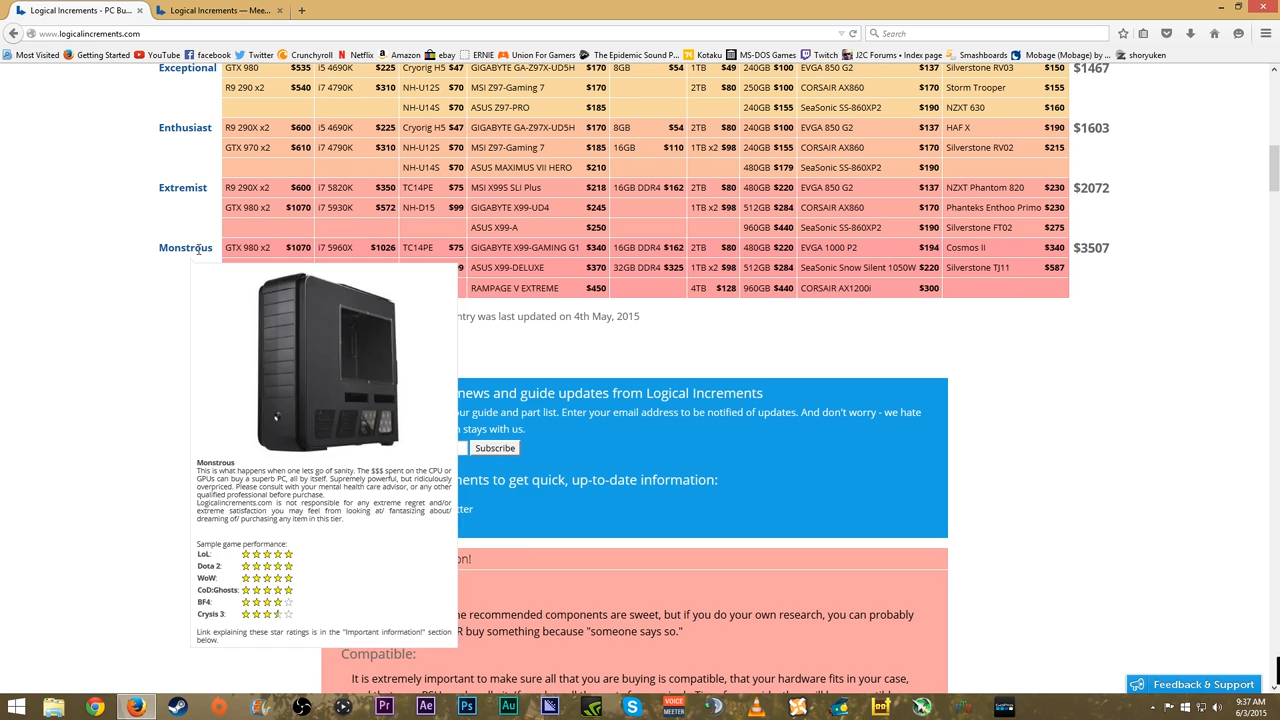 Logical Increments - PC Bu... ×
Logical Increments — Mee... ×
www.logicalincrements.com
Search
Most Visited Getting Started YouTube facebook Twitter Crunchyroll Netflix Amazon ebay ERNIE Union For Gamers The Epidemic Sound P... Kotaku MS-DOS Games Twitch J2C Forums • Index page Smashboards Mobage (Mobage) by ... shoryuken
Exceptional GTX 980 $535 i5 4690K $225 Cryorig H5 $47 GIGABYTE GA-Z97X-UD5H $170 8GB $54 1TB $49 240GB $100 EVGA 850 G2 $137 Silverstone RV03 $150 $1467
R9 290 x2 $540 i7 4790K $310 NH-U12S $70 MSI Z97-Gaming 7 $170 2TB $80 250GB $100 CORSAIR AX860 $170 Storm Trooper $155
NH-U14S $70 ASUS Z97-PRO $185 240GB $155 SeaSonic SS-860XP2 $190 NZXT 630 $160
Enthusiast R9 290X x2 $600 i5 4690K $225 Cryorig H5 $47 GIGABYTE GA-Z97X-UD5H $170 8GB $54 2TB $80 240GB $100 EVGA 850 G2 $137 HAF X $190 $1603
GTX 970 x2 $610 i7 4790K $310 NH-U12S $70 MSI Z97-Gaming 7 $185 16GB $110 1TB x2 $98 240GB $155 CORSAIR AX860 $170 Silverstone RV02 $215
NH-U14S $70 ASUS MAXIMUS VII HERO $210 480GB $179 SeaSonic SS-860XP2 $190
Extremist R9 290X x2 $600 i7 5820K $350 TC14PE $75 MSI X99S SLI Plus $218 16GB DDR4 $162 2TB $80 480GB $220 EVGA 850 G2 $137 NZXT Phantom 820 $230 $2072
GTX 980 x2 $1070 i7 5930K $572 NH-D15 $99 GIGABYTE X99-UD4 $245 1TB x2 $98 512GB $284 CORSAIR AX860 $170 Phanteks Enthoo Primo $230
ASUS X99-A $250 960GB $440 SeaSonic SS-860XP2 $190 Silverstone FT02 $275
Monstrous GTX 980 x2 $1070 i7 5960X $1026 TC14PE $75 GIGABYTE X99-GAMING G1 $340 16GB DDR4 $162 2TB $80 480GB $220 EVGA 1000 P2 $194 Cosmos II $340 $3507
99 ASUS X99-DELUXE $370 32GB DDR4 $325 1TB x2 $98 512GB $284 SeaSonic Snow Silent 1050W $220 Silverstone TJ11 $587
RAMPAGE V EXTREME $450 4TB $128 960GB $440 CORSAIR AX1200i $300
ntry was last updated on 4th May, 2015
news and guide updates from Logical Increments
our guide and part list. Enter your email address to be notified of updates. And don't worry - we hate
n stays with us.
Subscribe
ents to get quick, up-to-date information:
tter
Monstrous
This is what happens when one lets go of sanity. The $$$ spent on the CPU or
GPUs can buy a superb PC, all by itself. Supremely powerful, but ridiculously
overpriced. Please consult with your mental health care advisor, or any other
qualified professional before purchase.
Logicalincrements.com is not responsible for any extreme regret and/or
extreme satisfaction you may feel from looking at/ fantasizing about/
dreaming of/ purchasing any item in this tier.
Sample game performance:
LoL:
Dota 2:
WoW:
CoD:Ghosts:
BF4:
Crysis 3:
Link explaining these star ratings is in the "Important information!" section
below.
on!
e recommended components are sweet, but if you do your own research, you can probably
R buy something because "someone says so."
Compatible:
It is extremely important to make sure all that you are buying is compatible, that your hardware fits in your case,
Feedback & Support
Pr Ae Ps Au VOICE MEETER
9:37 AM
6/3/2015